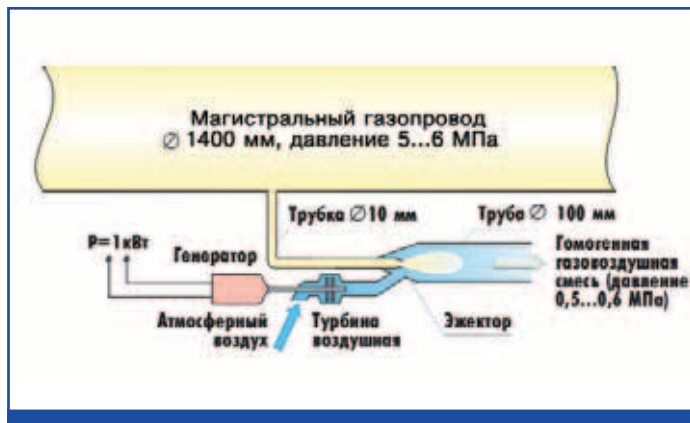 Магистральный газопровод
∅ 1400 мм, давление 5...6 МПа
Трубка ∅10 мм
Труба ∅ 100 мм
P=1кВт
Генератор
Гомогенная
газовоздушная
смесь (давление
0,5...0,6 МПа)
Атмосферный
воздух
Турбина
воздушная
Эжектор